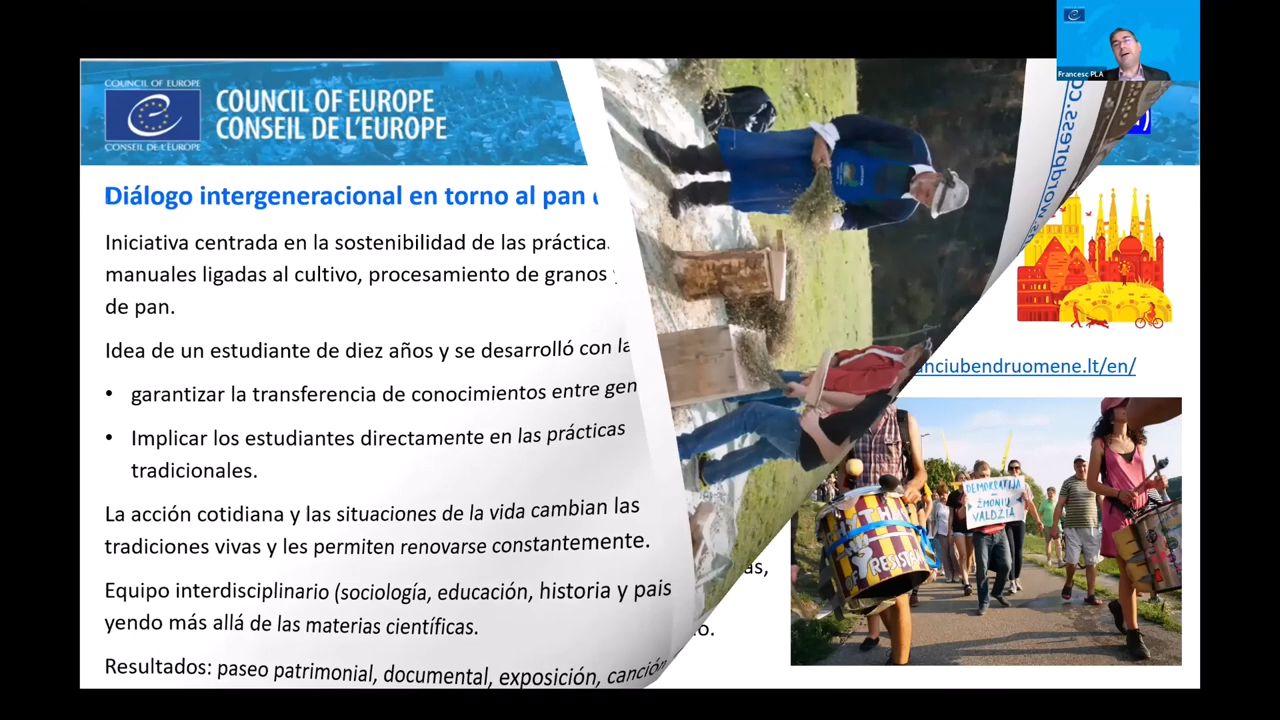 Francesc PLA
COUNCIL OF EUROPE
CONSEIL DE L'EUROPE
COUNCIL OF EUROPE
CONSEIL DE L'EUROPE
Diálogo intergeneracional en torno al pan
Iniciativa centrada en la sostenibilidad de las
manuales ligadas al cultivo, procesamiento de granos
de pan.
Idea de un estudiante de diez años y se desarrolló con
• garantizar la transferencia de conocimientos entre
• Implicar los estudiantes directamente en las prácticas
tradicionales.
La acción cotidiana y las situaciones de la vida cambian las
tradiciones vivas y les permiten renovarse constantemente.
Equipo interdisciplinario (sociología, educación, historia y pais
yendo más allá de las materias científicas.
Resultados: paseo patrimonial, documental, exposición, canción
.wordpress.co
nciubendruomene.lt/en/
DEMOKRATIJA
–
ŽMONIŲ
VALDŽIA
RESIST